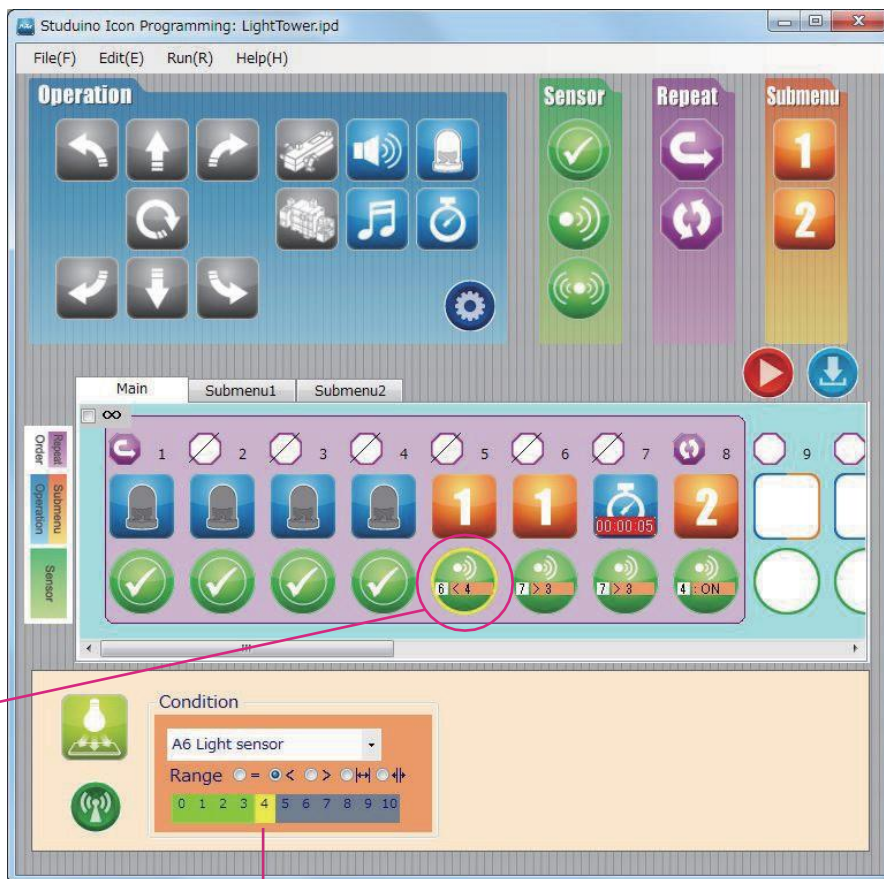 Studuino Icon Programming: LightTower.ipd
File(F) Edit(E) Run(R) Help(H)
Operation Sensor Repeat Submenu
1
2
Main Submenu1 Submenu2
∞
Repeat Order
Submenu Operation
Sensor
1 2 3 4 5 6 7 8 9
1 1 00:00:05 2
6 < 4 7 > 3 7 > 3 4 : ON
Condition
A6 Light sensor
Range = < >
0 1 2 3 4 5 6 7 8 9 10